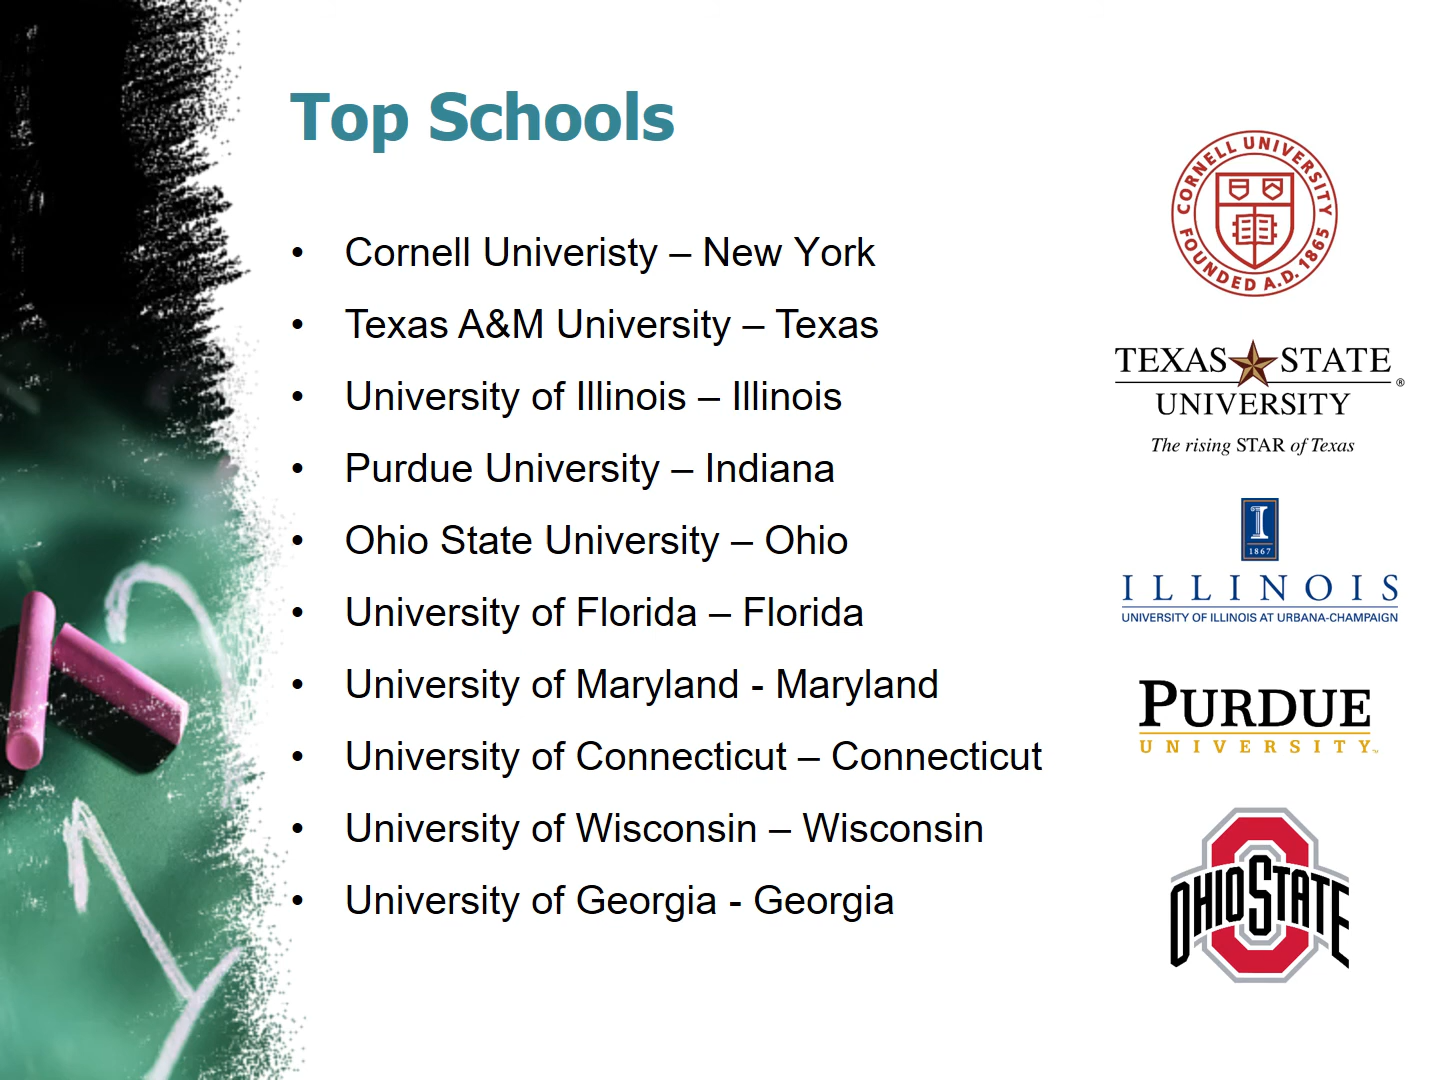 Top Schools
• Cornell Univeristy – New York
• Texas A&M University – Texas
• University of Illinois – Illinois
• Purdue University – Indiana
• Ohio State University – Ohio
• University of Florida – Florida
• University of Maryland - Maryland
• University of Connecticut – Connecticut
• University of Wisconsin – Wisconsin
• University of Georgia - Georgia
CORNELL UNIVERSITY
FOUNDED A.D. 1865
TEXAS STATE ®
UNIVERSITY
The rising STAR of Texas
I
1867
ILLINOIS
UNIVERSITY OF ILLINOIS AT URBANA-CHAMPAIGN
PURDUE
UNIVERSITY™
OHIO STATE